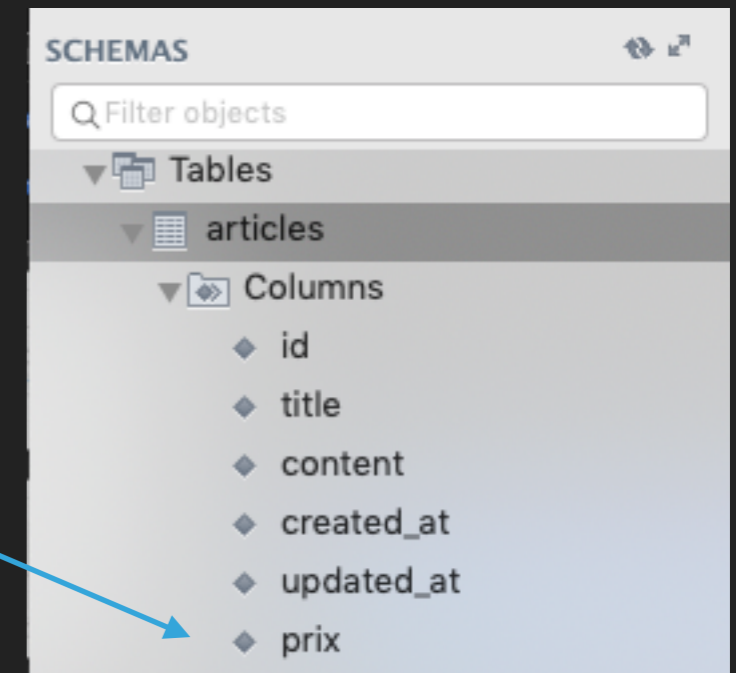 SCHEMAS
Filter objects
Tables
articles
Columns
id
title
content
created_at
updated_at
prix